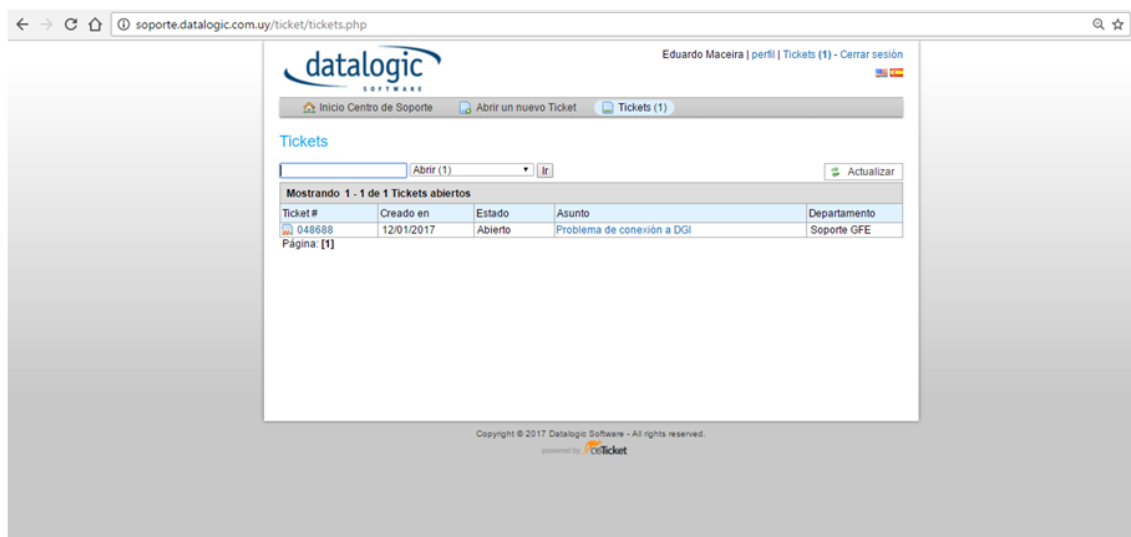 soporte.datalogic.com.uy/ticket/tickets.php
datalogic
SOFTWARE
Eduardo Maceira | perfil | Tickets (1) - Cerrar sesión
Inicio Centro de Soporte Abrir un nuevo Ticket Tickets (1)
Tickets
Abrir (1) Ir Actualizar
Mostrando 1 - 1 de 1 Tickets abiertos
Ticket # Creado en Estado Asunto Departamento
048688 12/01/2017 Abierto Problema de conexión a DGI Soporte GFE
Página: [1]
Copyright © 2017 Datalogic Software - All rights reserved.
powered by osTicket